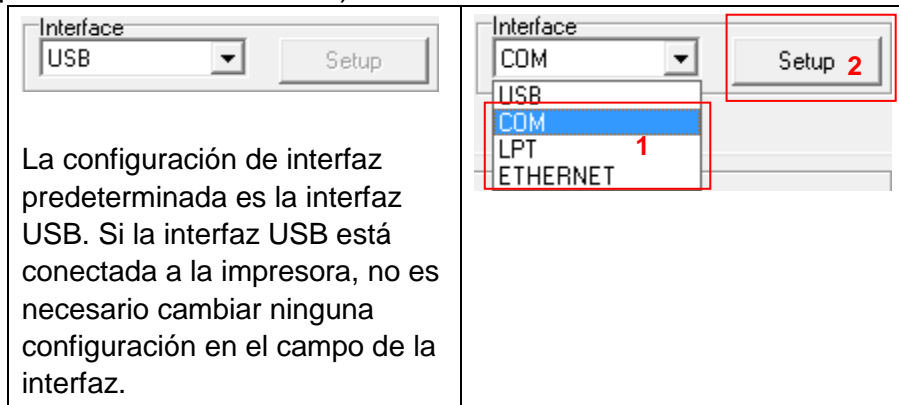 Interface
USB
Setup
La configuración de interfaz
predeterminada es la interfaz
USB. Si la interfaz USB está
conectada a la impresora, no es
necesario cambiar ninguna
configuración en el campo de la
interfaz.
Interface
COM
Setup 2
USB
COM
LPT 1
ETHERNET